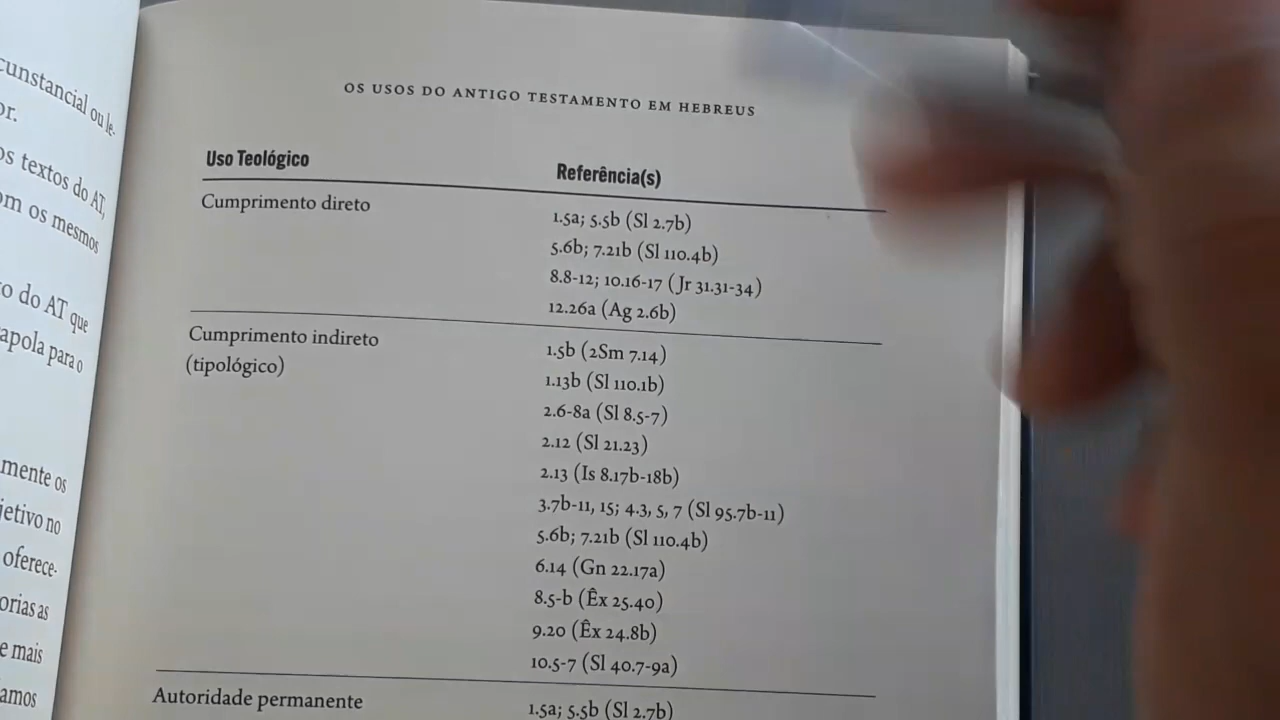 cunstancial ou le-
or.
os textos do AT,
om os mesmos
o do AT que
apola para o
mente os
jetivo no
oferece-
orias as
e mais
amos
OS USOS DO ANTIGO TESTAMENTO EM HEBREUS
Uso Teológico Referência(s)
Cumprimento direto 1.5a; 5.5b (Sl 2.7b)
5.6b; 7.21b (Sl 110.4b)
8.8-12; 10.16-17 (Jr 31.31-34)
12.26a (Ag 2.6b)
Cumprimento indireto 1.5b (2Sm 7.14)
(tipológico) 1.13b (Sl 110.1b)
2.6-8a (Sl 8.5-7)
2.12 (Sl 21.23)
2.13 (Is 8.17b-18b)
3.7b-11, 15; 4.3, 5, 7 (Sl 95.7b-11)
5.6b; 7.21b (Sl 110.4b)
6.14 (Gn 22.17a)
8.5-b (Êx 25.40)
9.20 (Êx 24.8b)
10.5-7 (Sl 40.7-9a)
Autoridade permanente 1.5a; 5.5b (Sl 2.7b)